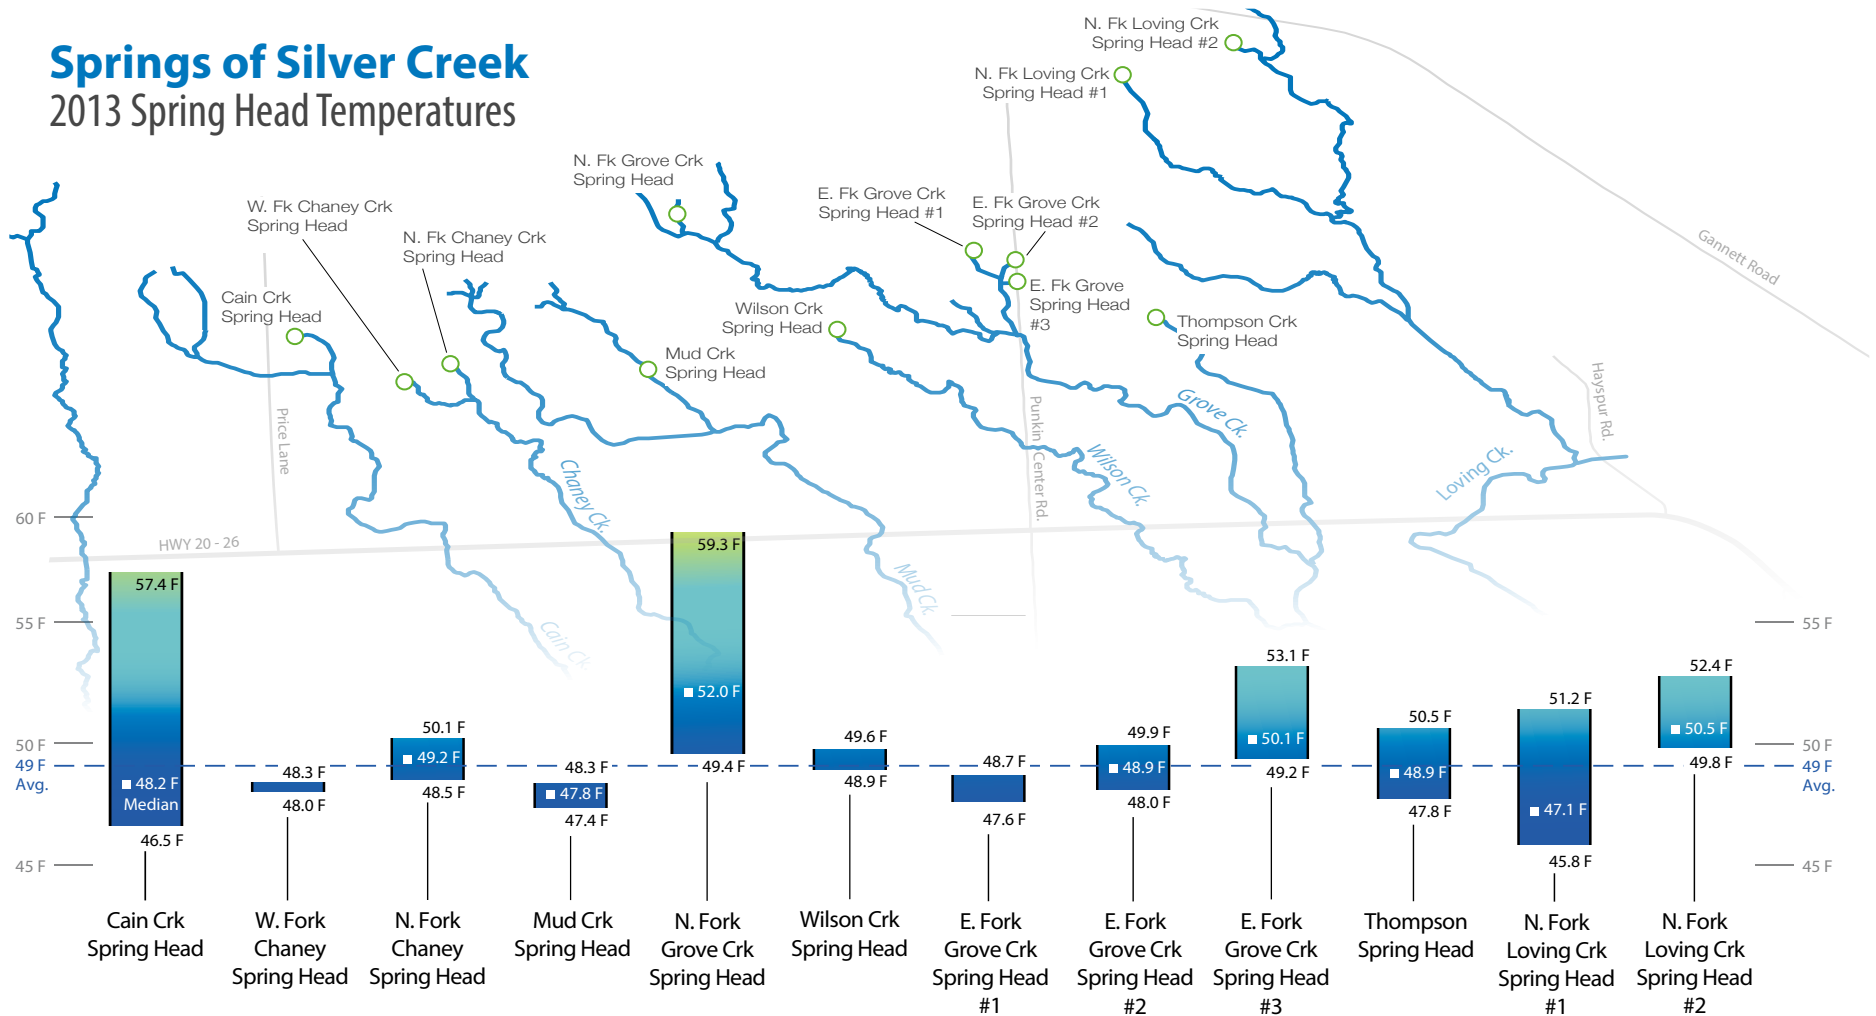 Springs of Silver Creek
2013 Spring Head Temperatures
N. Fk Loving Crk
Spring Head #2
N. Fk Loving Crk
Spring Head #1
N. Fk Grove Crk
Spring Head
E. Fk Grove Crk
Spring Head #1
E. Fk Grove Crk
Spring Head #2
W. Fk Chaney Crk
Spring Head
N. Fk Chaney Crk
Spring Head
Gannett Road
Cain Crk
Spring Head
E. Fk Grove
Spring Head
#3
Wilson Crk
Spring Head
Thompson Crk
Spring Head
Mud Crk
Spring Head
Hayspur Rd.
Price Lane
Punkin Center Rd.
Grove Ck.
Wilson Ck.
Loving Ck.
Chaney Ck.
Mud Ck.
Cain Ck.
HWY 20 - 26
60 F
55 F
50 F
49 F
Avg.
45 F
55 F
50 F
49 F
Avg.
45 F
57.4 F
48.2 F
Median
46.5 F
48.3 F
48.0 F
50.1 F
49.2 F
48.5 F
48.3 F
47.8 F
47.4 F
59.3 F
52.0 F
49.4 F
49.6 F
48.9 F
48.7 F
47.6 F
49.9 F
48.9 F
48.0 F
53.1 F
50.1 F
49.2 F
50.5 F
48.9 F
47.8 F
51.2 F
47.1 F
45.8 F
52.4 F
50.5 F
49.8 F
Cain Crk
Spring Head
W. Fork
Chaney
Spring Head
N. Fork
Chaney
Spring Head
Mud Crk
Spring Head
N. Fork
Grove Crk
Spring Head
Wilson Crk
Spring Head
E. Fork
Grove Crk
Spring Head
#1
E. Fork
Grove Crk
Spring Head
#2
E. Fork
Grove Crk
Spring Head
#3
Thompson
Spring Head
N. Fork
Loving Crk
Spring Head
#1
N. Fork
Loving Crk
Spring Head
#2